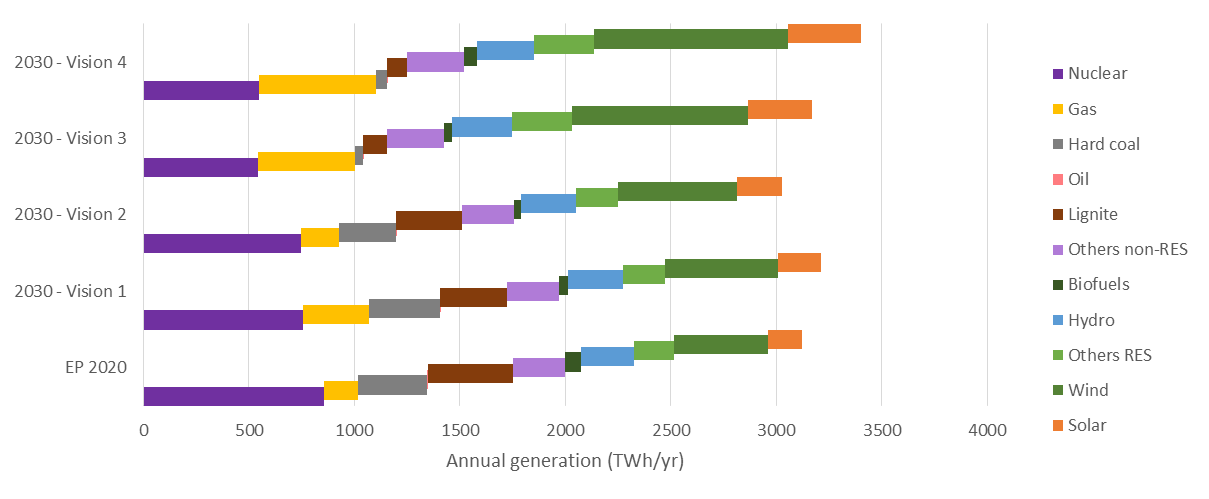 2030 - Vision 4
2030 - Vision 3
2030 - Vision 2
2030 - Vision 1
EP 2020
0 500 1000 1500 2000 2500 3000 3500 4000
Annual generation (TWh/yr)
Nuclear
Gas
Hard coal
Oil
Lignite
Others non-RES
Biofuels
Hydro
Others RES
Wind
Solar